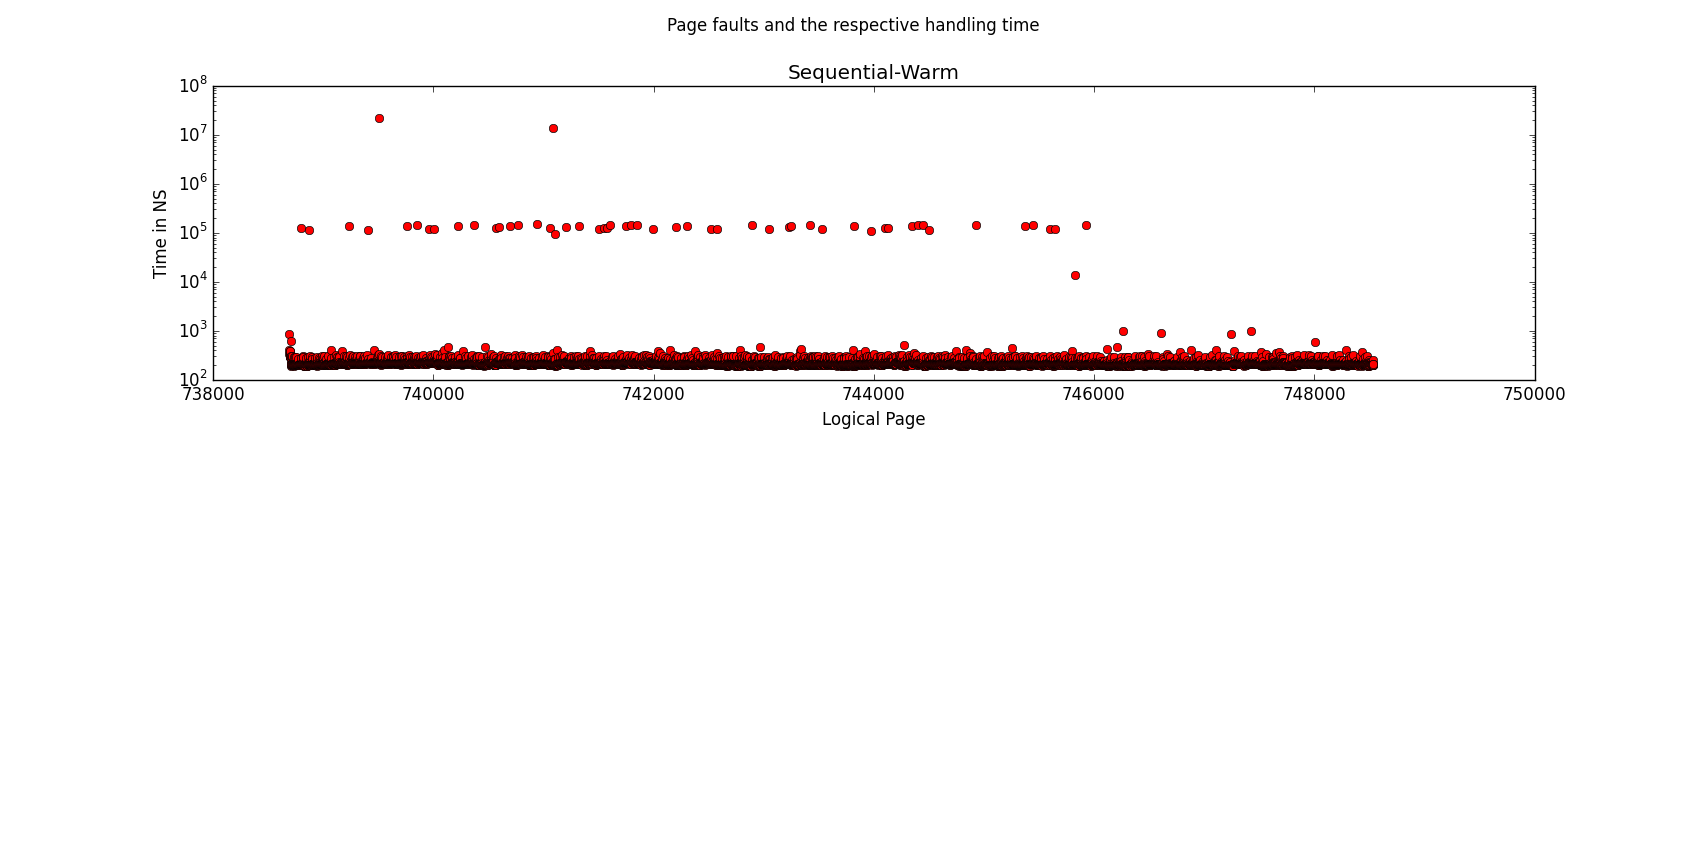 Page faults and the respective handling time
Sequential-Warm
10^8
10^7
10^6
10^5
10^4
10^3
10^2
Time in NS
738000 740000 742000 744000 746000 748000 750000
Logical Page